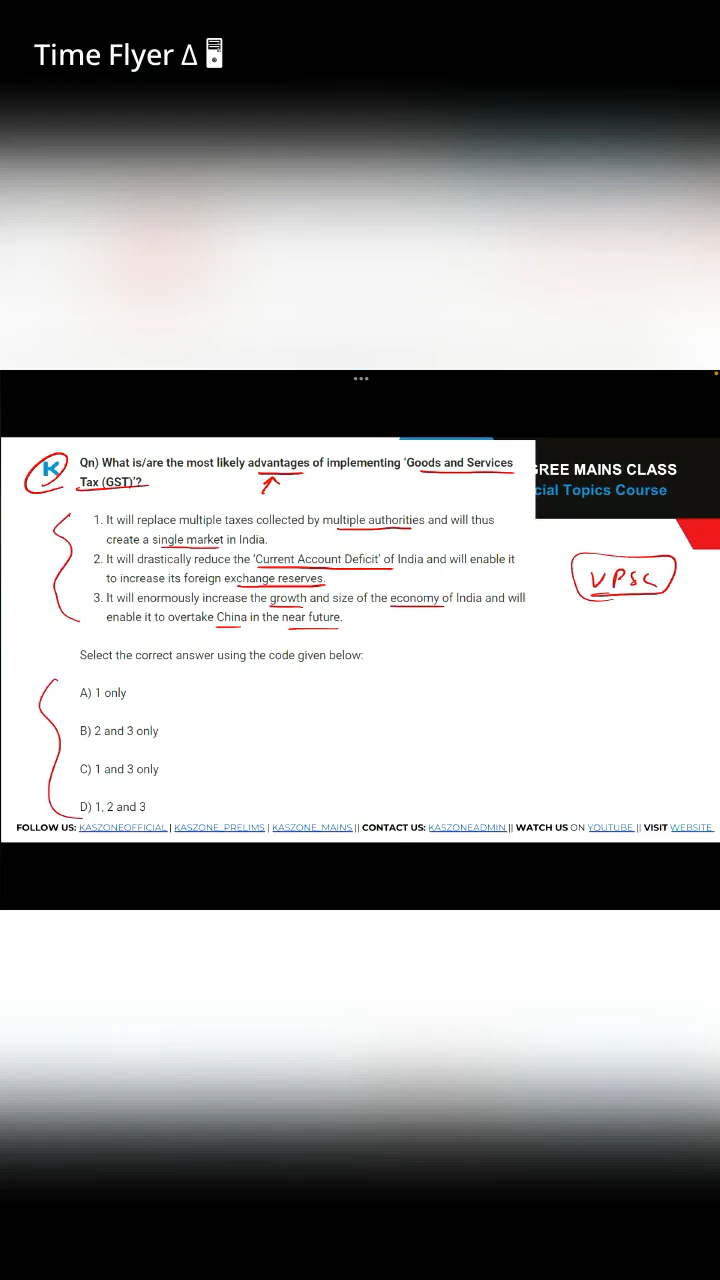 Time Flyer Δ 🖥
K
Qn) What is/are the most likely advantages of implementing ‘Goods and Services
Tax (GST)’?
GREE MAINS CLASS
cial Topics Course
1. It will replace multiple taxes collected by multiple authorities and will thus
create a single market in India.
2. It will drastically reduce the ‘Current Account Deficit’ of India and will enable it
to increase its foreign exchange reserves.
3. It will enormously increase the growth and size of the economy of India and will
enable it to overtake China in the near future.
UPSC
Select the correct answer using the code given below:
A) 1 only
B) 2 and 3 only
C) 1 and 3 only
D) 1, 2 and 3
FOLLOW US: KASZONEOFFICIAL | KASZONE_PRELIMS | KASZONE_MAINS || CONTACT US: KASZONEADMIN || WATCH US ON YOUTUBE || VISIT WEBSITE